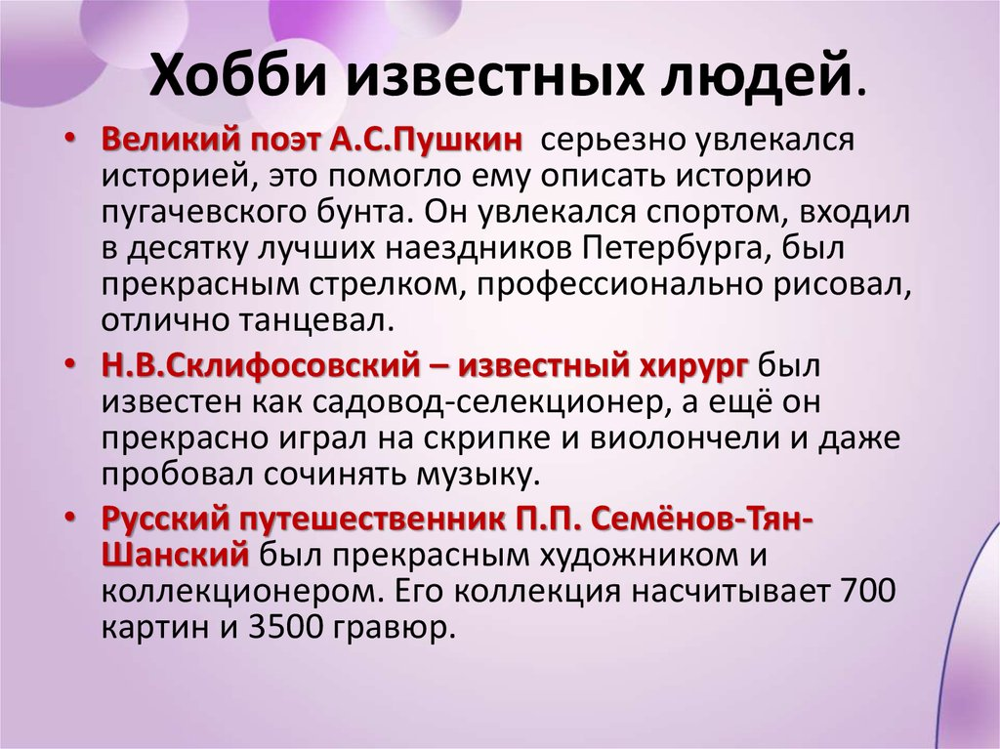 Хобби известных людей.
• Великий поэт А.С.Пушкин серьезно увлекался
историей, это помогло ему описать историю
пугачевского бунта. Он увлекался спортом, входил
в десятку лучших наездников Петербурга, был
прекрасным стрелком, профессионально рисовал,
отлично танцевал.
• Н.В.Склифосовский – известный хирург был
известен как садовод-селекционер, а ещё он
прекрасно играл на скрипке и виолончели и даже
пробовал сочинять музыку.
• Русский путешественник П.П. Семёнов-Тян-
Шанский был прекрасным художником и
коллекционером. Его коллекция насчитывает 700
картин и 3500 гравюр.